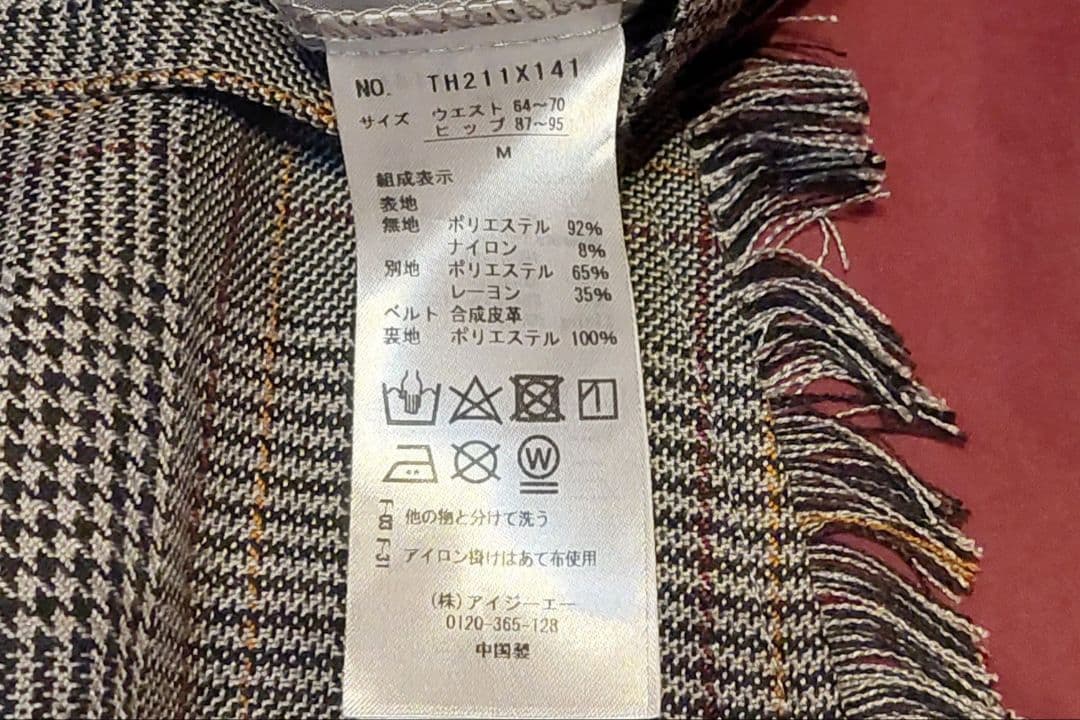 NO. TH211X141
サイズ ウエスト 64〜70
ヒップ 87〜95
M
組成表示
表地
無地 ポリエステル 92%
ナイロン 8%
別地 ポリエステル 65%
レーヨン 35%
ベルト 合成皮革
裏地 ポリエステル 100%
W
他の物と分けて洗う
アイロン掛けはあて布使用
(株)アイジーエー
0120-365-128
中国製